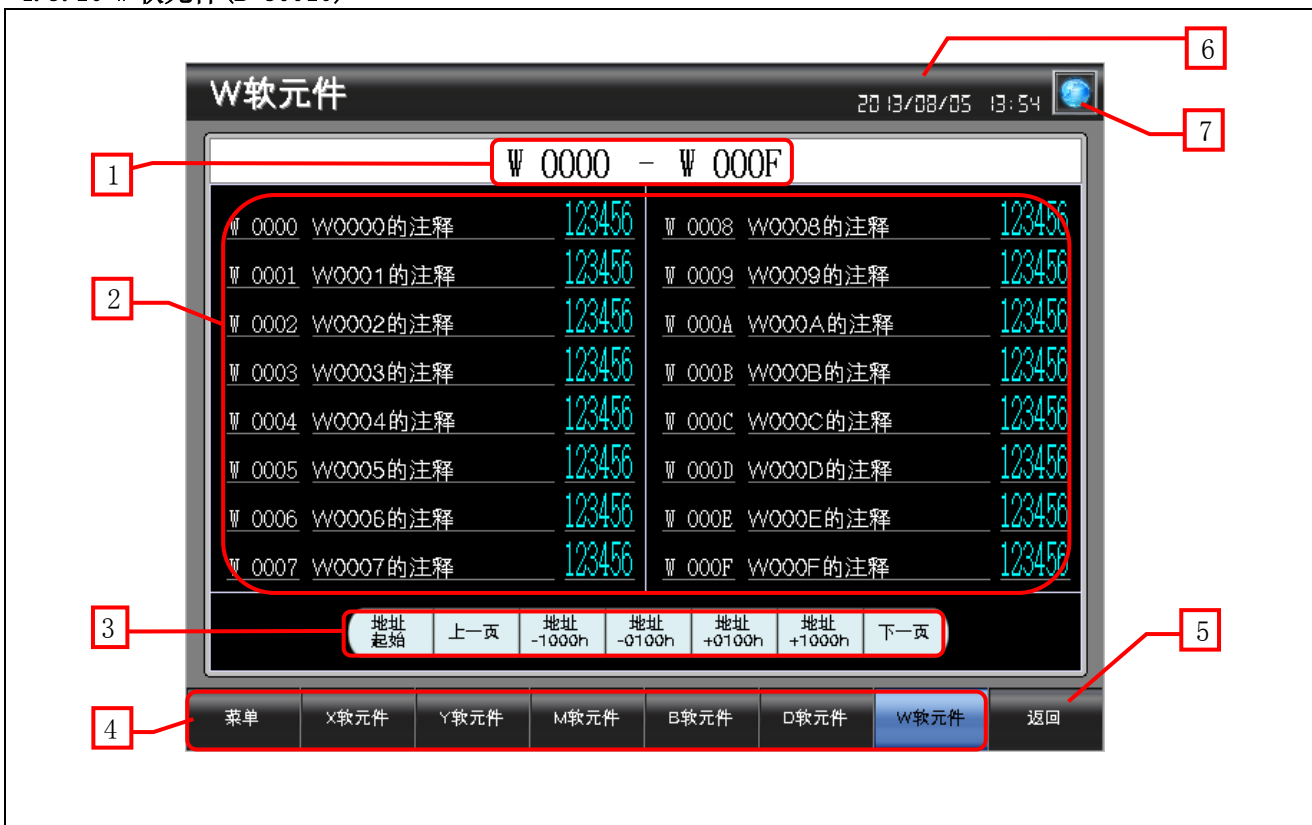 6
W软元件
2013/08/05 13:54
7
1
W 0000 - W 000F
2
W 0000 W0000的注释 123456 W 0008 W0008的注释 123456
W 0001 W0001的注释 123456 W 0009 W0009的注释 123456
W 0002 W0002的注释 123456 W 000A W000A的注释 123456
W 0003 W0003的注释 123456 W 000B W000B的注释 123456
W 0004 W0004的注释 123456 W 000C W000C的注释 123456
W 0005 W0005的注释 123456 W 000D W000D的注释 123456
W 0006 W0006的注释 123456 W 000E W000E的注释 123456
W 0007 W0007的注释 123456 W 000F W000F的注释 123456
3
地址 起始 上一页 地址 -1000h 地址 -0100h 地址 +0100h 地址 +1000h 下一页
5
4
菜单 X软元件 Y软元件 M软元件 B软元件 D软元件 W软元件 返回